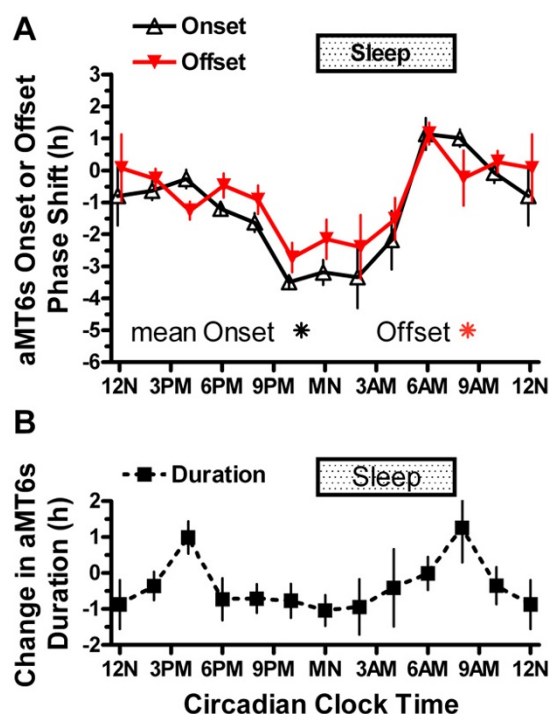 A
Onset
Offset
Sleep
aMT6s Onset or Offset
Phase Shift (h)
3
2
1
0
-1
-2
-3
-4
-5
-6
mean Onset *
Offset *
12N 3PM 6PM 9PM MN 3AM 6AM 9AM 12N
B
Duration
Sleep
Change in aMT6s
Duration (h)
2
1
0
-1
-2
12N 3PM 6PM 9PM MN 3AM 6AM 9AM 12N
Circadian Clock Time